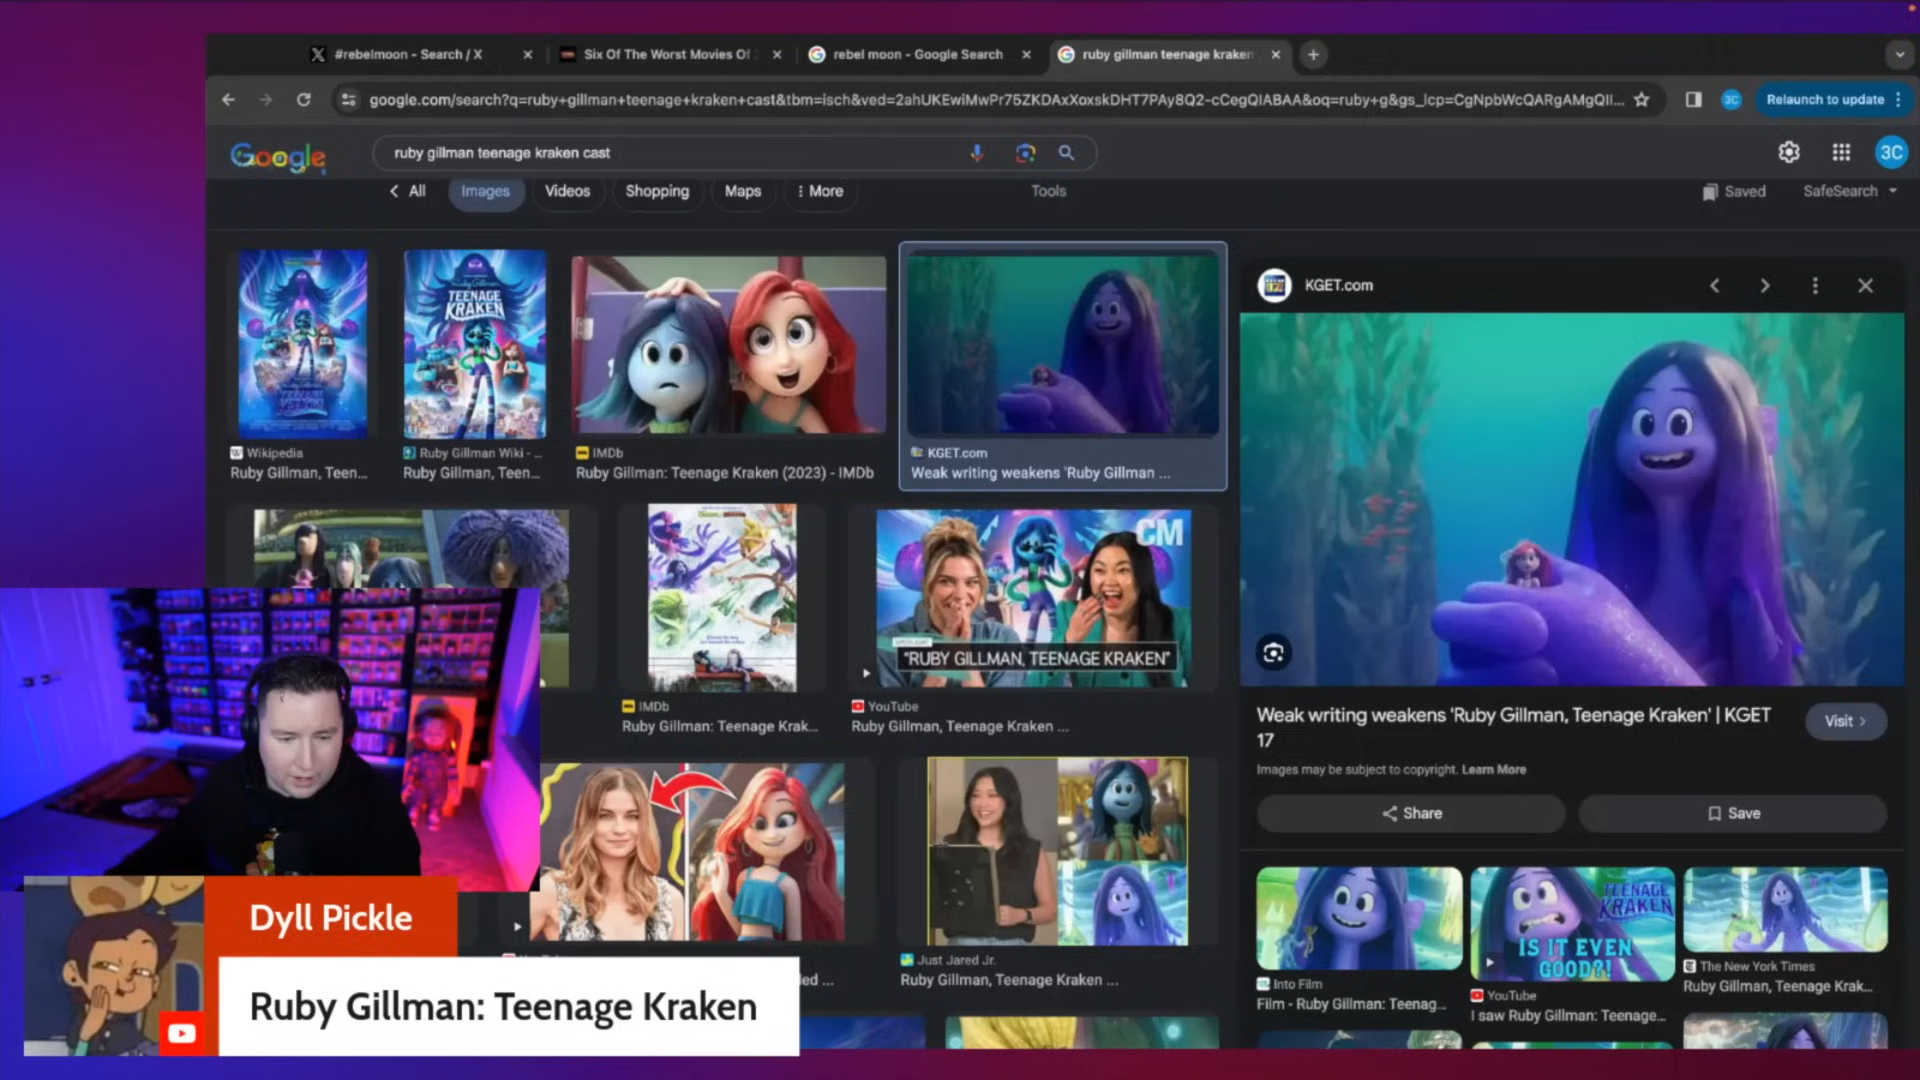 #rebelmoon - Search / X
Six Of The Worst Movies Of
rebel moon - Google Search
ruby gillman teenage kraken
google.com/search?q=ruby+gillman+teenage+kraken+cast&tbm=isch&ved=2ahUKEwiMwPr75ZKDAxXoxskDHT7PAy8Q2-cCegQIABAA&oq=ruby+g&gs_lcp=CgNpbWcQARgAMgQII...
3C
Relaunch to update
Google
ruby gillman teenage kraken cast
3C
All
Images
Videos
Shopping
Maps
More
Tools
Saved
SafeSearch
TEENAGE
KRAKEN
KGET.com
Wikipedia
Ruby Gillman, Teen...
Ruby Gillman Wiki - ...
Ruby Gillman, Teen...
IMDb
Ruby Gillman: Teenage Kraken (2023) - IMDb
KGET.com
Weak writing weakens 'Ruby Gillman ...
CM
SPOTLIGHT
"RUBY GILLMAN, TEENAGE KRAKEN"
IMDb
Ruby Gillman: Teenage Krak...
YouTube
Ruby Gillman, Teenage Kraken ...
Weak writing weakens 'Ruby Gillman, Teenage Kraken' | KGET
17
Visit
Images may be subject to copyright. Learn More
Share
Save
Just Jared Jr.
Ruby Gillman, Teenage Kraken ...
led ...
TEENAGE
KRAKEN
IS IT EVEN
GOOD?!
Into Film
Film - Ruby Gillman: Teenag...
YouTube
I saw Ruby Gillman: Teenage...
The New York Times
Ruby Gillman, Teenage Krak...
Dyll Pickle
Ruby Gillman: Teenage Kraken